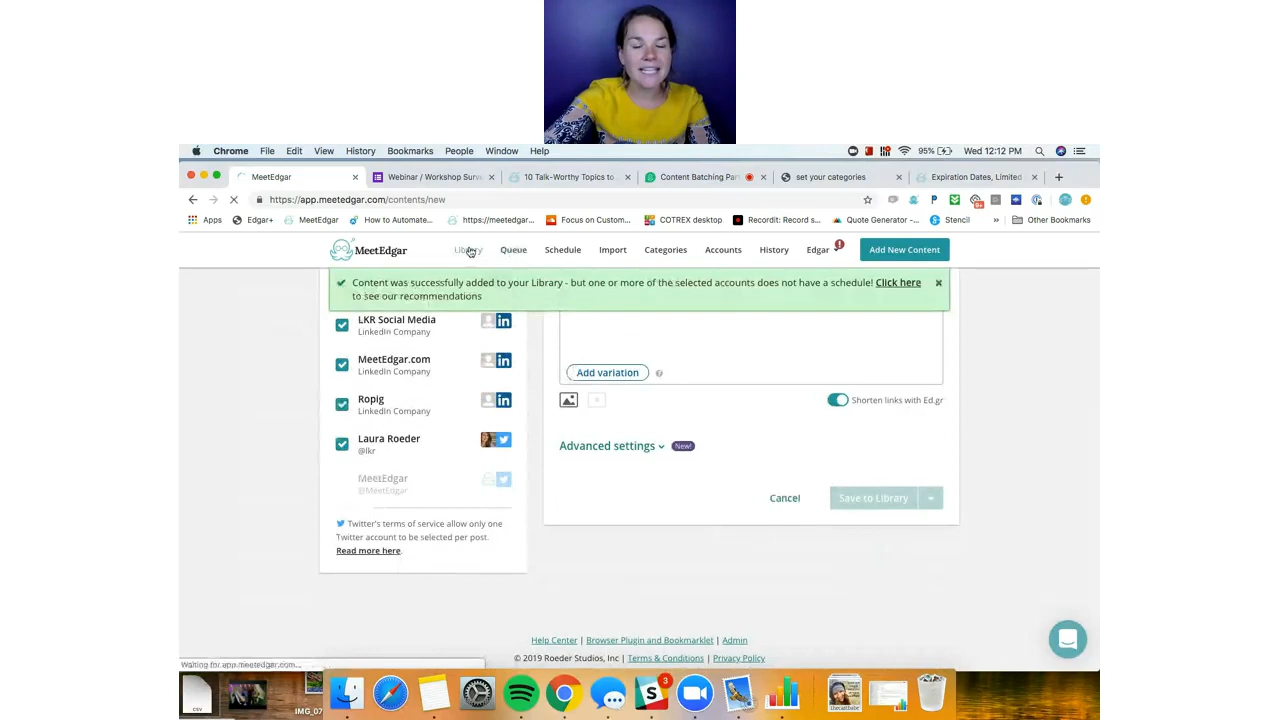 Chrome File Edit View History Bookmarks People Window Help
95% Wed 12:12 PM
MeetEdgar
Webinar / Workshop Surv
10 Talk-Worthy Topics to
Content Batching Par
set your categories
Expiration Dates, Limited
https://app.meetedgar.com/contents/new
Apps
Edgar+
MeetEdgar
How to Automate...
https://meetedgar...
Focus on Custom...
COTREX desktop
Recordit: Record s...
Quote Generator -...
Stencil
Other Bookmarks
MeetEdgar
Library
Queue
Schedule
Import
Categories
Accounts
History
Edgar
Add New Content
Content was successfully added to your Library - but one or more of the selected accounts does not have a schedule! Click here
to see our recommendations
LKR Social Media
LinkedIn Company
MeetEdgar.com
LinkedIn Company
Ropig
LinkedIn Company
Laura Roeder
@lkr
MeetEdgar
@MeetEdgar
Twitter's terms of service allow only one
Twitter account to be selected per post.
Read more here.
Add variation
Shorten links with Ed.gr
Advanced settings
New!
Cancel
Save to Library
Help Center | Browser Plugin and Bookmarklet | Admin
© 2019 Roeder Studios, Inc | Terms & Conditions | Privacy Policy
Waiting for app.meetedgar.com...
CSV
IMG_07
3